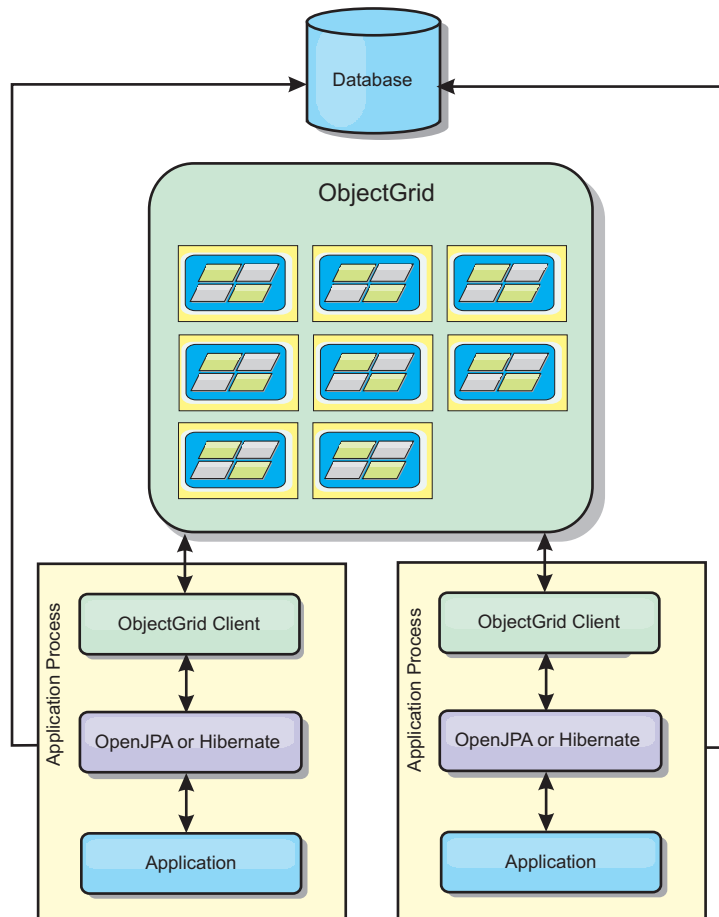 Database
ObjectGrid
Application Process
ObjectGrid Client
OpenJPA or Hibernate
Application
Application Process
ObjectGrid Client
OpenJPA or Hibernate
Application